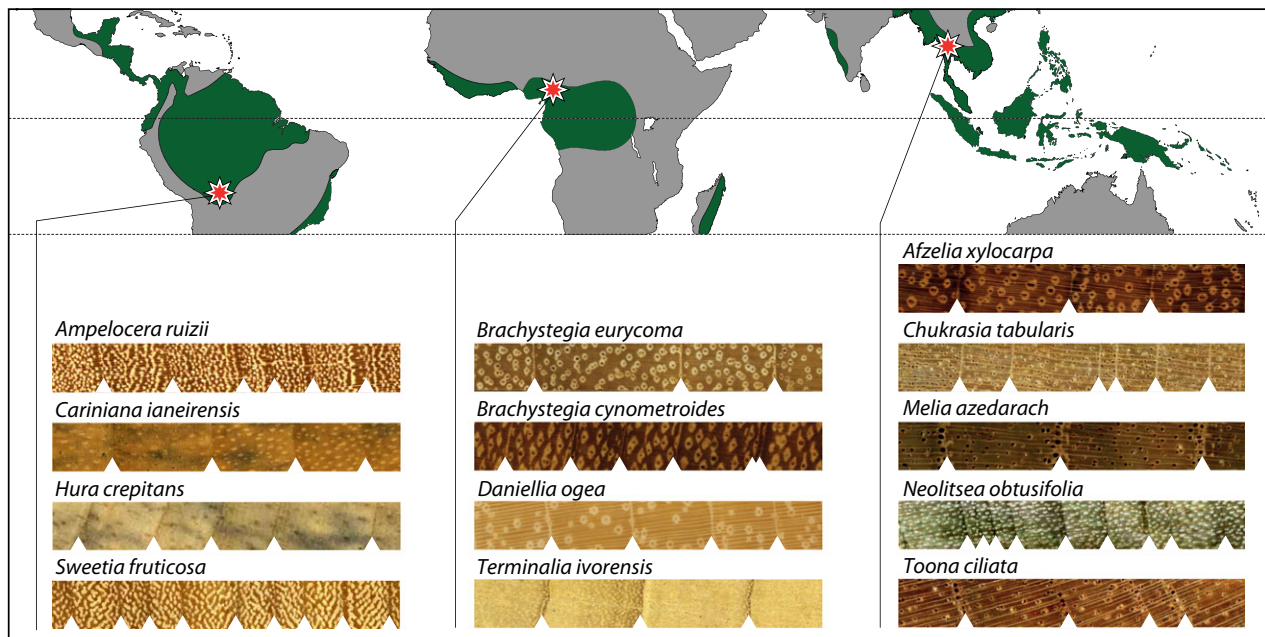 Ampelocera ruizii
Cariniana ianeirensis
Hura crepitans
Sweetia fruticosa
Brachystegia eurycoma
Brachystegia cynometroides
Daniellia ogea
Terminalia ivorensis
Afzelia xylocarpa
Chukrasia tabularis
Melia azedarach
Neolitsea obtusifolia
Toona ciliata